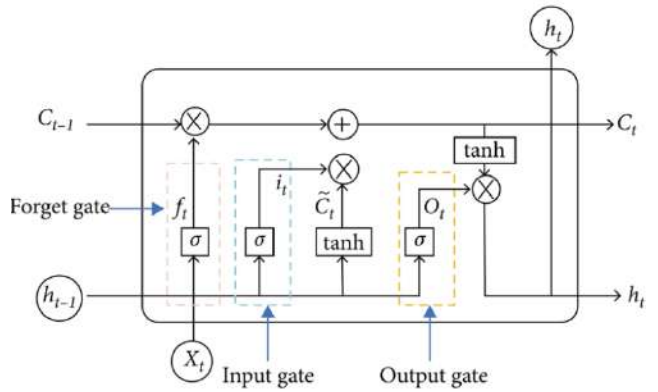 h_t
C_{t-1}
C_t
tanh
Forget gate
f_t
i_t
C̃_t
O_t
σ
σ
tanh
σ
h_{t-1}
h_t
X_t
Input gate
Output gate